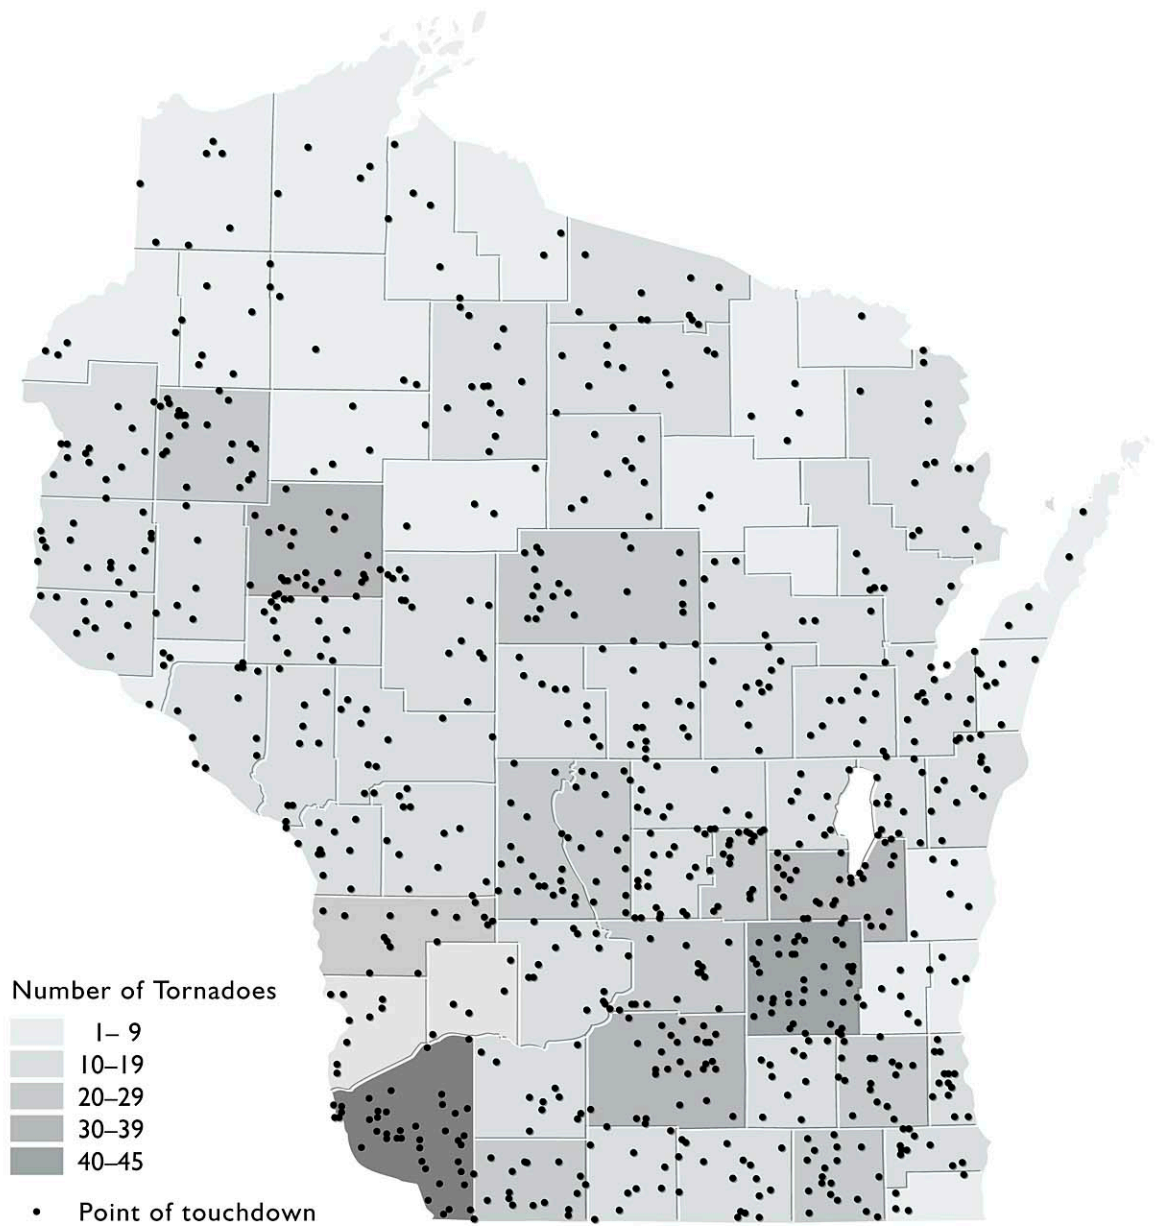 Number of Tornadoes
1– 9
10–19
20–29
30–39
40–45
Point of touchdown